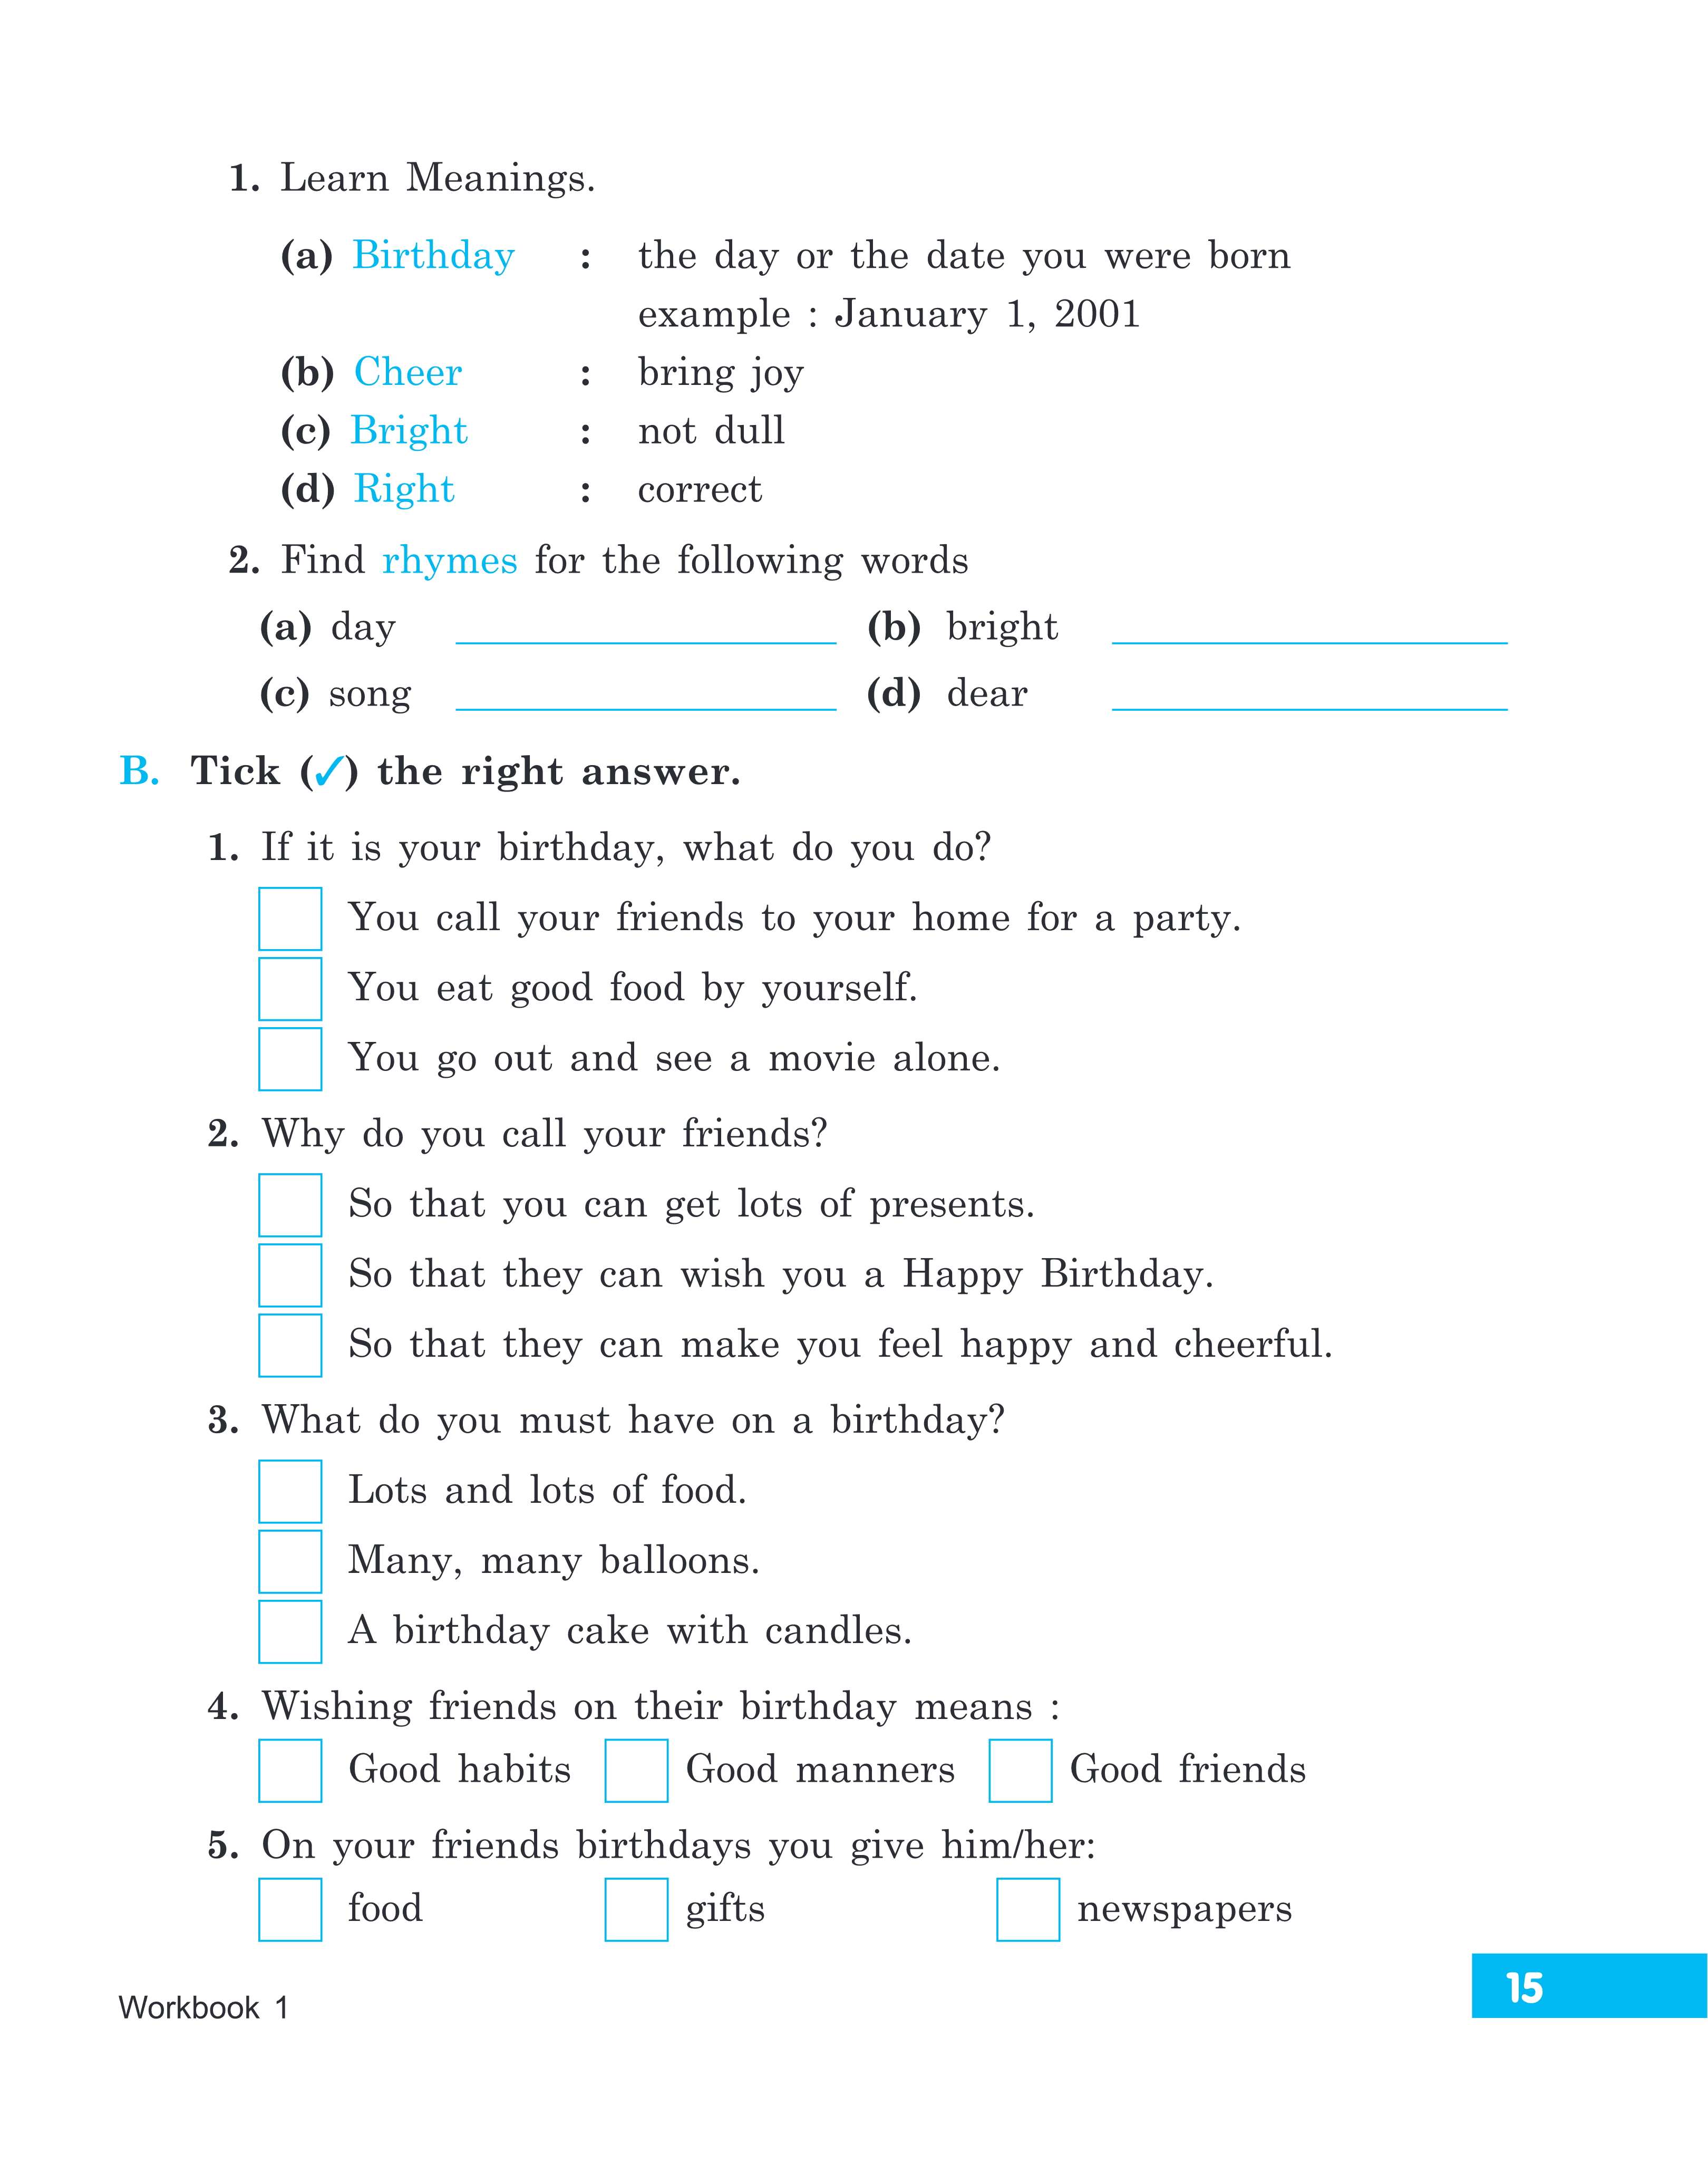 1. Learn Meanings.
(a) Birthday : the day or the date you were born
example : January 1, 2001
(b) Cheer : bring joy
(c) Bright : not dull
(d) Right : correct
2. Find rhymes for the following words
(a) day (b) bright
(c) song (d) dear
B. Tick (✓) the right answer.
1. If it is your birthday, what do you do?
You call your friends to your home for a party.
You eat good food by yourself.
You go out and see a movie alone.
2. Why do you call your friends?
So that you can get lots of presents.
So that they can wish you a Happy Birthday.
So that they can make you feel happy and cheerful.
3. What do you must have on a birthday?
Lots and lots of food.
Many, many balloons.
A birthday cake with candles.
4. Wishing friends on their birthday means :
Good habits Good manners Good friends
5. On your friends birthdays you give him/her:
food gifts newspapers
Workbook 1 15